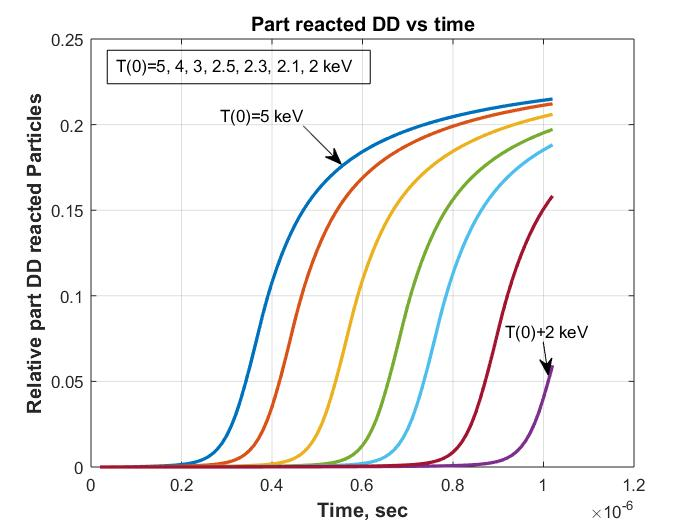 Part reacted DD vs time
T(0)=5, 4, 3, 2.5, 2.3, 2.1, 2 keV
T(0)=5 keV
T(0)+2 keV
Relative part DD reacted Particles
0.25
0.2
0.15
0.1
0.05
0
0 0.2 0.4 0.6 0.8 1 1.2
Time, sec
×10⁻⁶